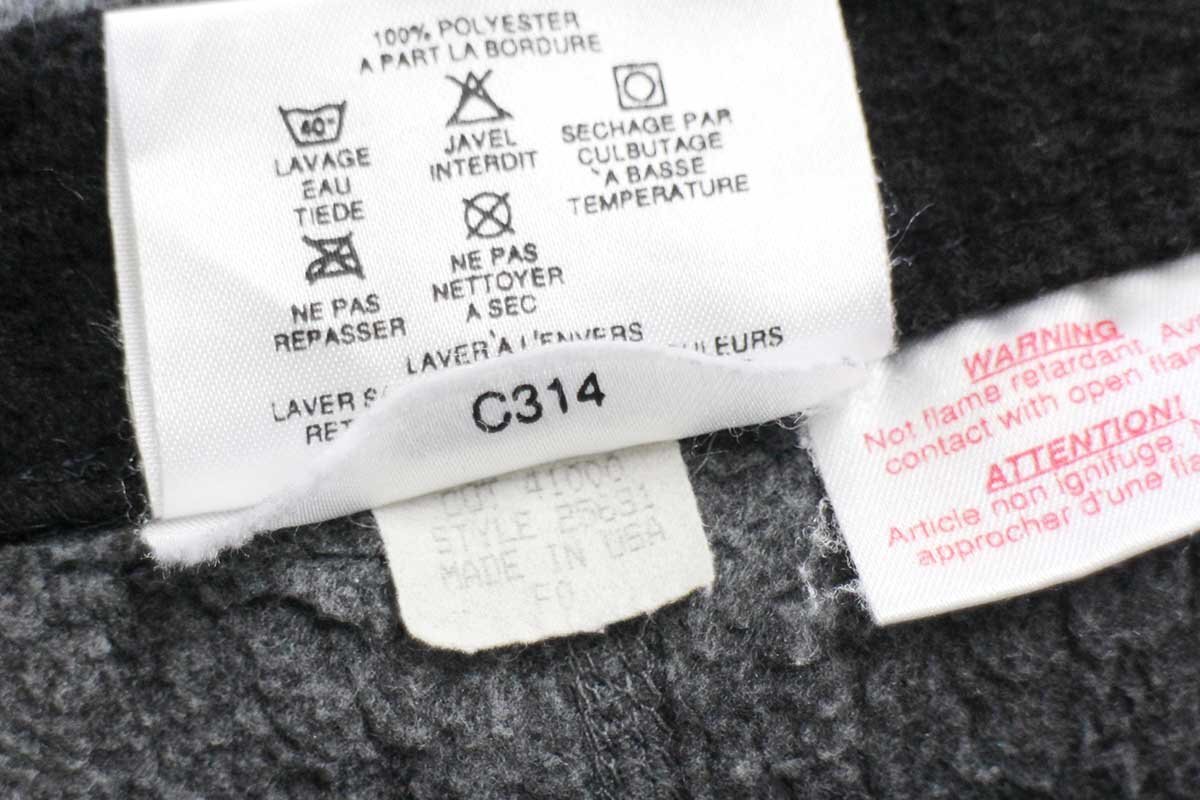 100% POLYESTER
A PART LA BORDURE
40°
LAVAGE
EAU
TIEDE
JAVEL
INTERDIT
SECHAGE PAR
CULBUTAGE
`A BASSE
TEMPERATURE
NE PAS
REPASSER
NE PAS
NETTOYER
A SEC
LAVER À L'ENVERS
LAVER
C314
STYLE 25631
MADE IN USA
WARNING
Not flame retardant.
contact with open
ATTENTION!
Article non ignifuge.
approcher d'une